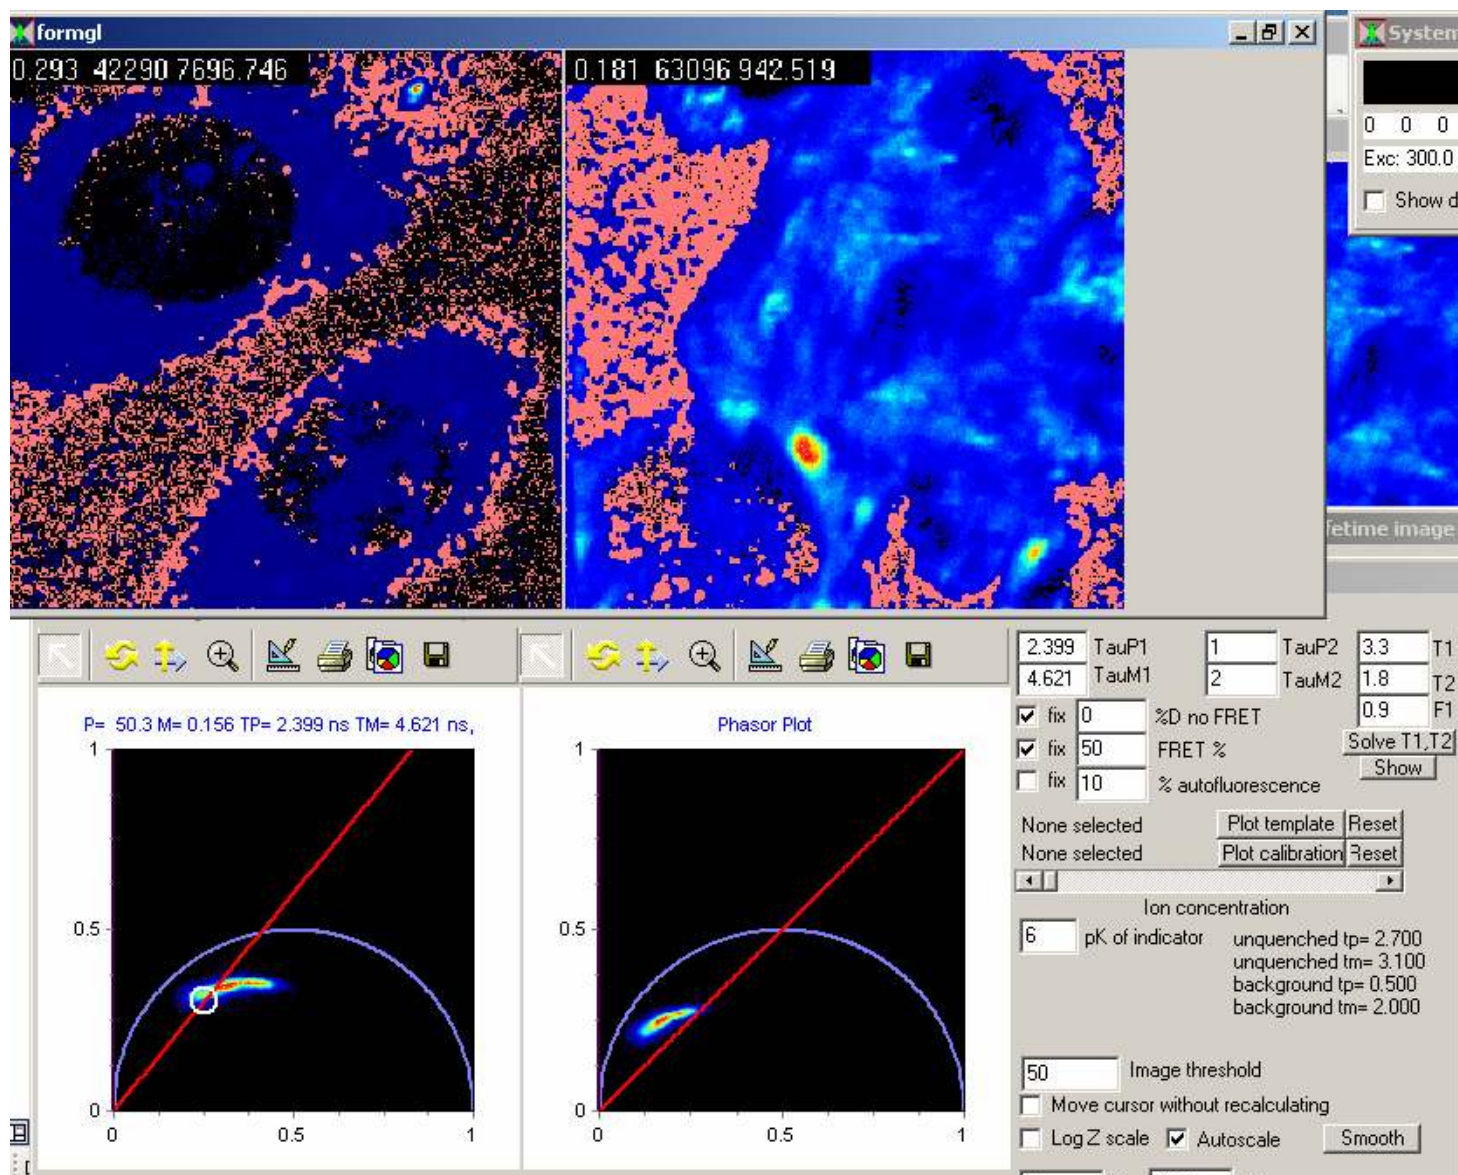 formgl
System
0.293 42290 7696.746
0.181 63096 942.519
0 0 0
Exc: 300.0
Show d
fetime image
2.399 TauP1 1 TauP2 3.3 T1
4.621 TauM1 2 TauM2 1.8 T2
0.9 F1
fix 0 %D no FRET
Solve T1,T2
fix 50 FRET %
Show
fix 10 % autofluorescence
None selected Plot template Reset
None selected Plot calibration Reset
Ion concentration
6 pK of indicator
unquenched tp= 2.700
unquenched tm= 3.100
background tp= 0.500
background tm= 2.000
50 Image threshold
Move cursor without recalculating
Log Z scale Autoscale Smooth
P= 50.3 M= 0.156 TP= 2.399 ns TM= 4.621 ns,
1
0.5
0
0 0.5 1
Phasor Plot
1
0.5
0
0 0.5 1